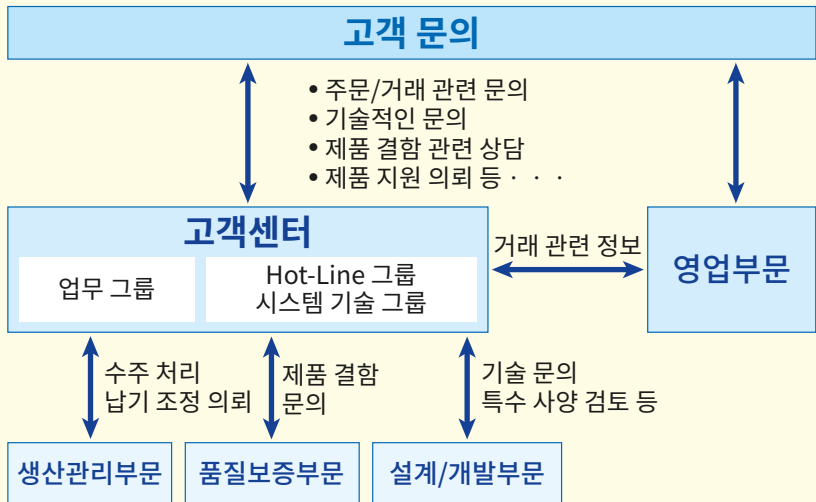 고객 문의
• 주문/거래 관련 문의
• 기술적인 문의
• 제품 결함 관련 상담
• 제품 지원 의뢰 등 · · ·
고객센터
업무 그룹
Hot-Line 그룹
시스템 기술 그룹
거래 관련 정보
영업부문
수주 처리
납기 조정 의뢰
제품 결함
문의
기술 문의
특수 사양 검토 등
생산관리부문
품질보증부문
설계/개발부문